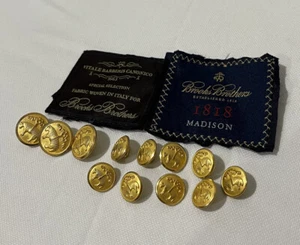 VITALE BARBERIS CANONICO
1663
SPECIAL SELECTION
FABRIC WOVEN IN ITALY FOR
Brooks Brothers
Brooks Brothers
ESTABLISHED 1818
1818
MADISON